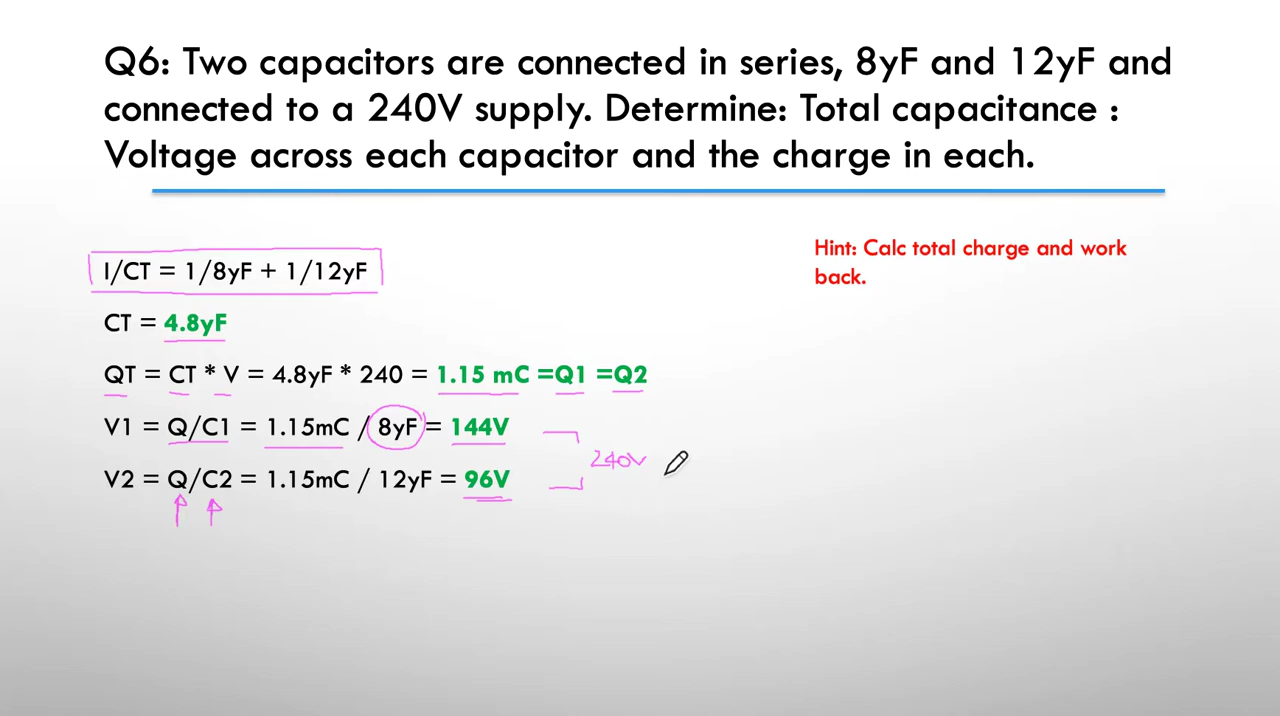 Q6: Two capacitors are connected in series, 8yF and 12yF and
connected to a 240V supply. Determine: Total capacitance :
Voltage across each capacitor and the charge in each.
Hint: Calc total charge and work
back.
I/CT = 1/8yF + 1/12yF
CT = 4.8yF
QT = CT * V = 4.8yF * 240 = 1.15 mC =Q1 =Q2
V1 = Q/C1 = 1.15mC / 8yF = 144V
240V
V2 = Q/C2 = 1.15mC / 12yF = 96V